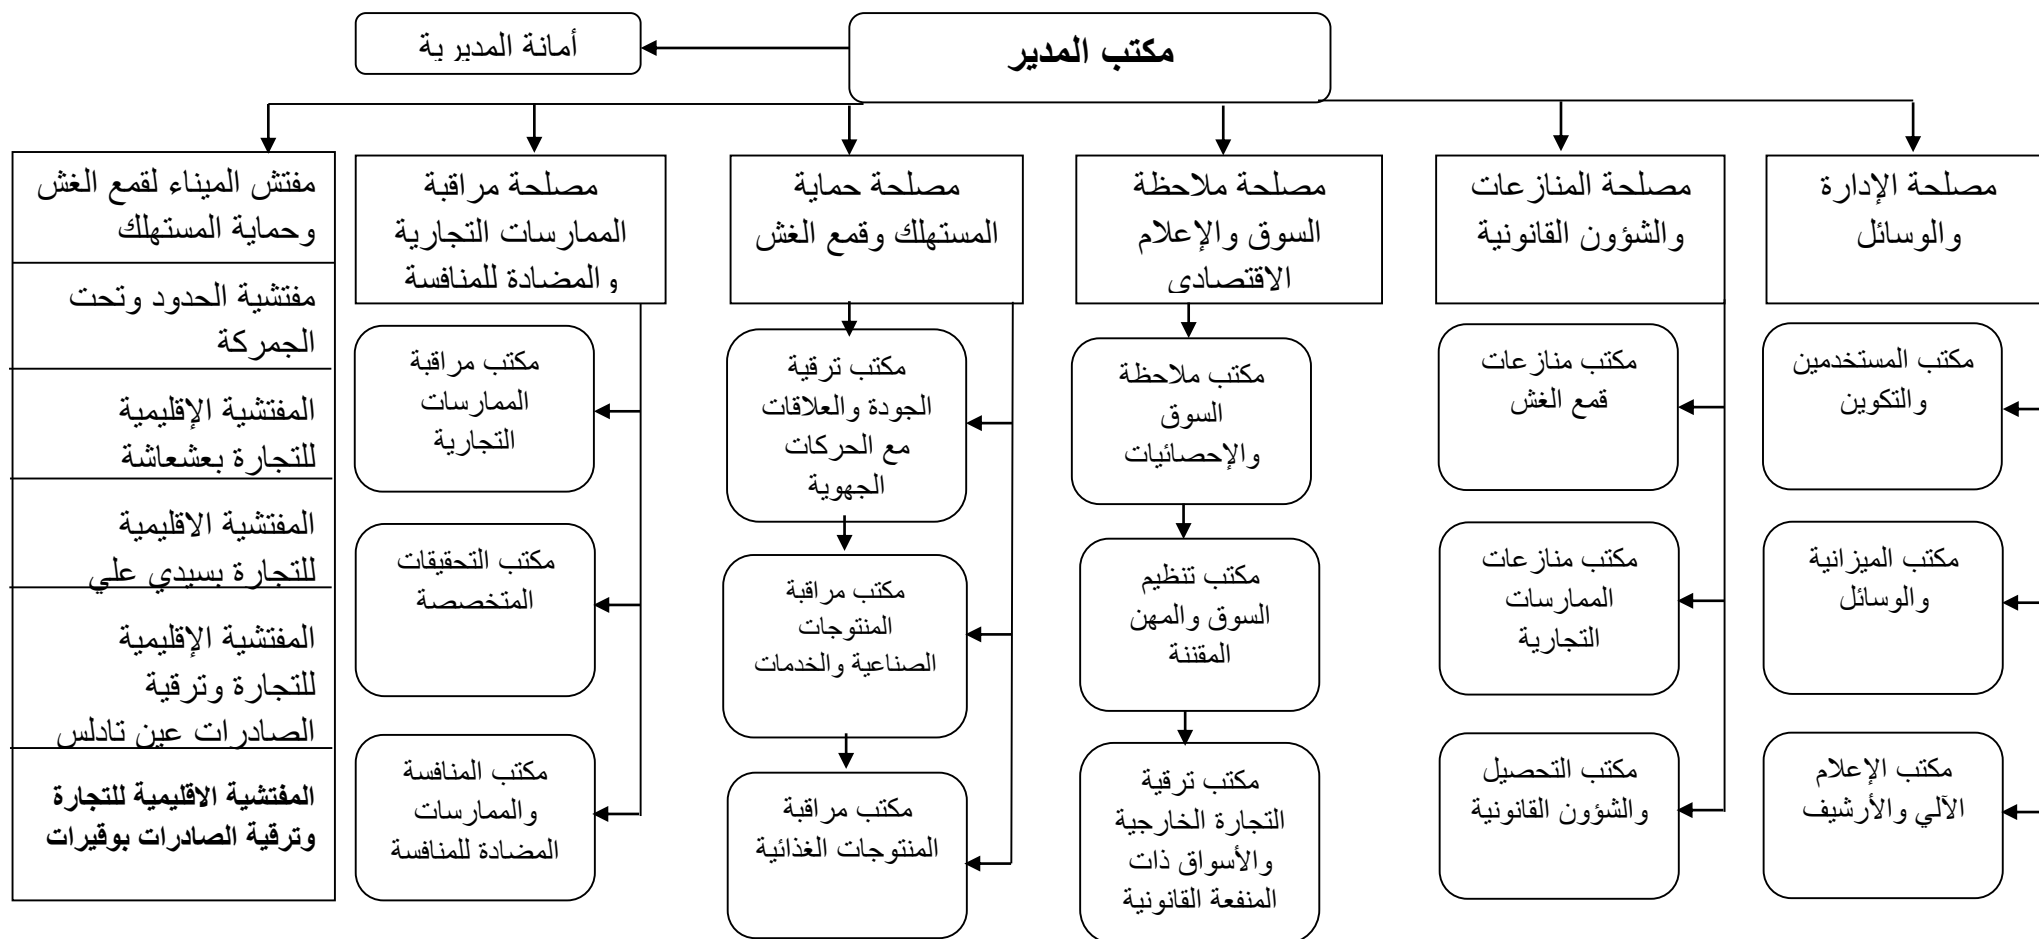 مكتب المدير
أمانة المديرية
مصلحة الإدارة
والوسائل
مصلحة المنازعات
والشؤون القانونية
مصلحة ملاحظة
السوق والإعلام
الاقتصادي
مصلحة حماية
المستهلك وقمع الغش
مصلحة مراقبة
الممارسات التجارية
والمضادة للمنافسة
مفتش الميناء لقمع الغش
وحماية المستهلك
مفتشية الحدود وتحت
الجمركة
المفتشية الإقليمية
للتجارة بعشعاشة
المفتشية الاقليمية
للتجارة بسيدي علي
المفتشية الإقليمية
للتجارة وترقية
الصادرات عين تادلس
المفتشية الاقليمية للتجارة
وترقية الصادرات بوقيرات
مكتب المستخدمين
والتكوين
مكتب الميزانية
والوسائل
مكتب الإعلام
الآلي والأرشيف
مكتب منازعات
قمع الغش
مكتب منازعات
الممارسات
التجارية
مكتب التحصيل
والشؤون القانونية
مكتب ملاحظة
السوق
والإحصائيات
مكتب تنظيم
السوق والمهن
المقننة
مكتب ترقية
التجارة الخارجية
والأسواق ذات
المنفعة القانونية
مكتب ترقية
الجودة والعلاقات
مع الحركات
الجهوية
مكتب مراقبة
المنتوجات
الصناعية والخدمات
مكتب مراقبة
المنتوجات الغذائية
مكتب مراقبة
الممارسات
التجارية
مكتب التحقيقات
المتخصصة
مكتب المنافسة
والممارسات
المضادة للمنافسة